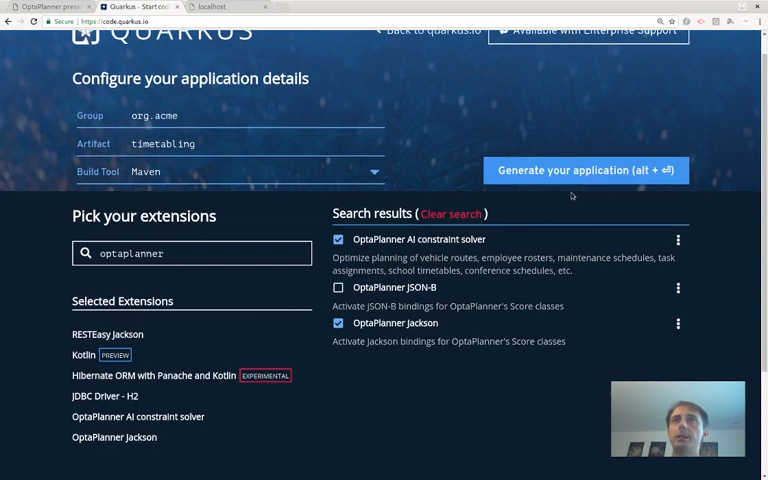 OptaPlanner prese
Quarkus - Start codi
localhost
Secure
https://code.quarkus.io
QUARKUS
Back to quarkus.io
Available with Enterprise Support
Configure your application details
Group org.acme
Artifact timetabling
Build Tool Maven
Generate your application (alt + ⏎)
Pick your extensions
optaplanner
Selected Extensions
RESTEasy Jackson
Kotlin PREVIEW
Hibernate ORM with Panache and Kotlin EXPERIMENTAL
JDBC Driver - H2
OptaPlanner AI constraint solver
OptaPlanner Jackson
Search results ( Clear search )
OptaPlanner AI constraint solver
Optimize planning of vehicle routes, employee rosters, maintenance schedules, task
assignments, school timetables, conference schedules, etc.
OptaPlanner JSON-B
Activate JSON-B bindings for OptaPlanner's Score classes
OptaPlanner Jackson
Activate Jackson bindings for OptaPlanner's Score classes